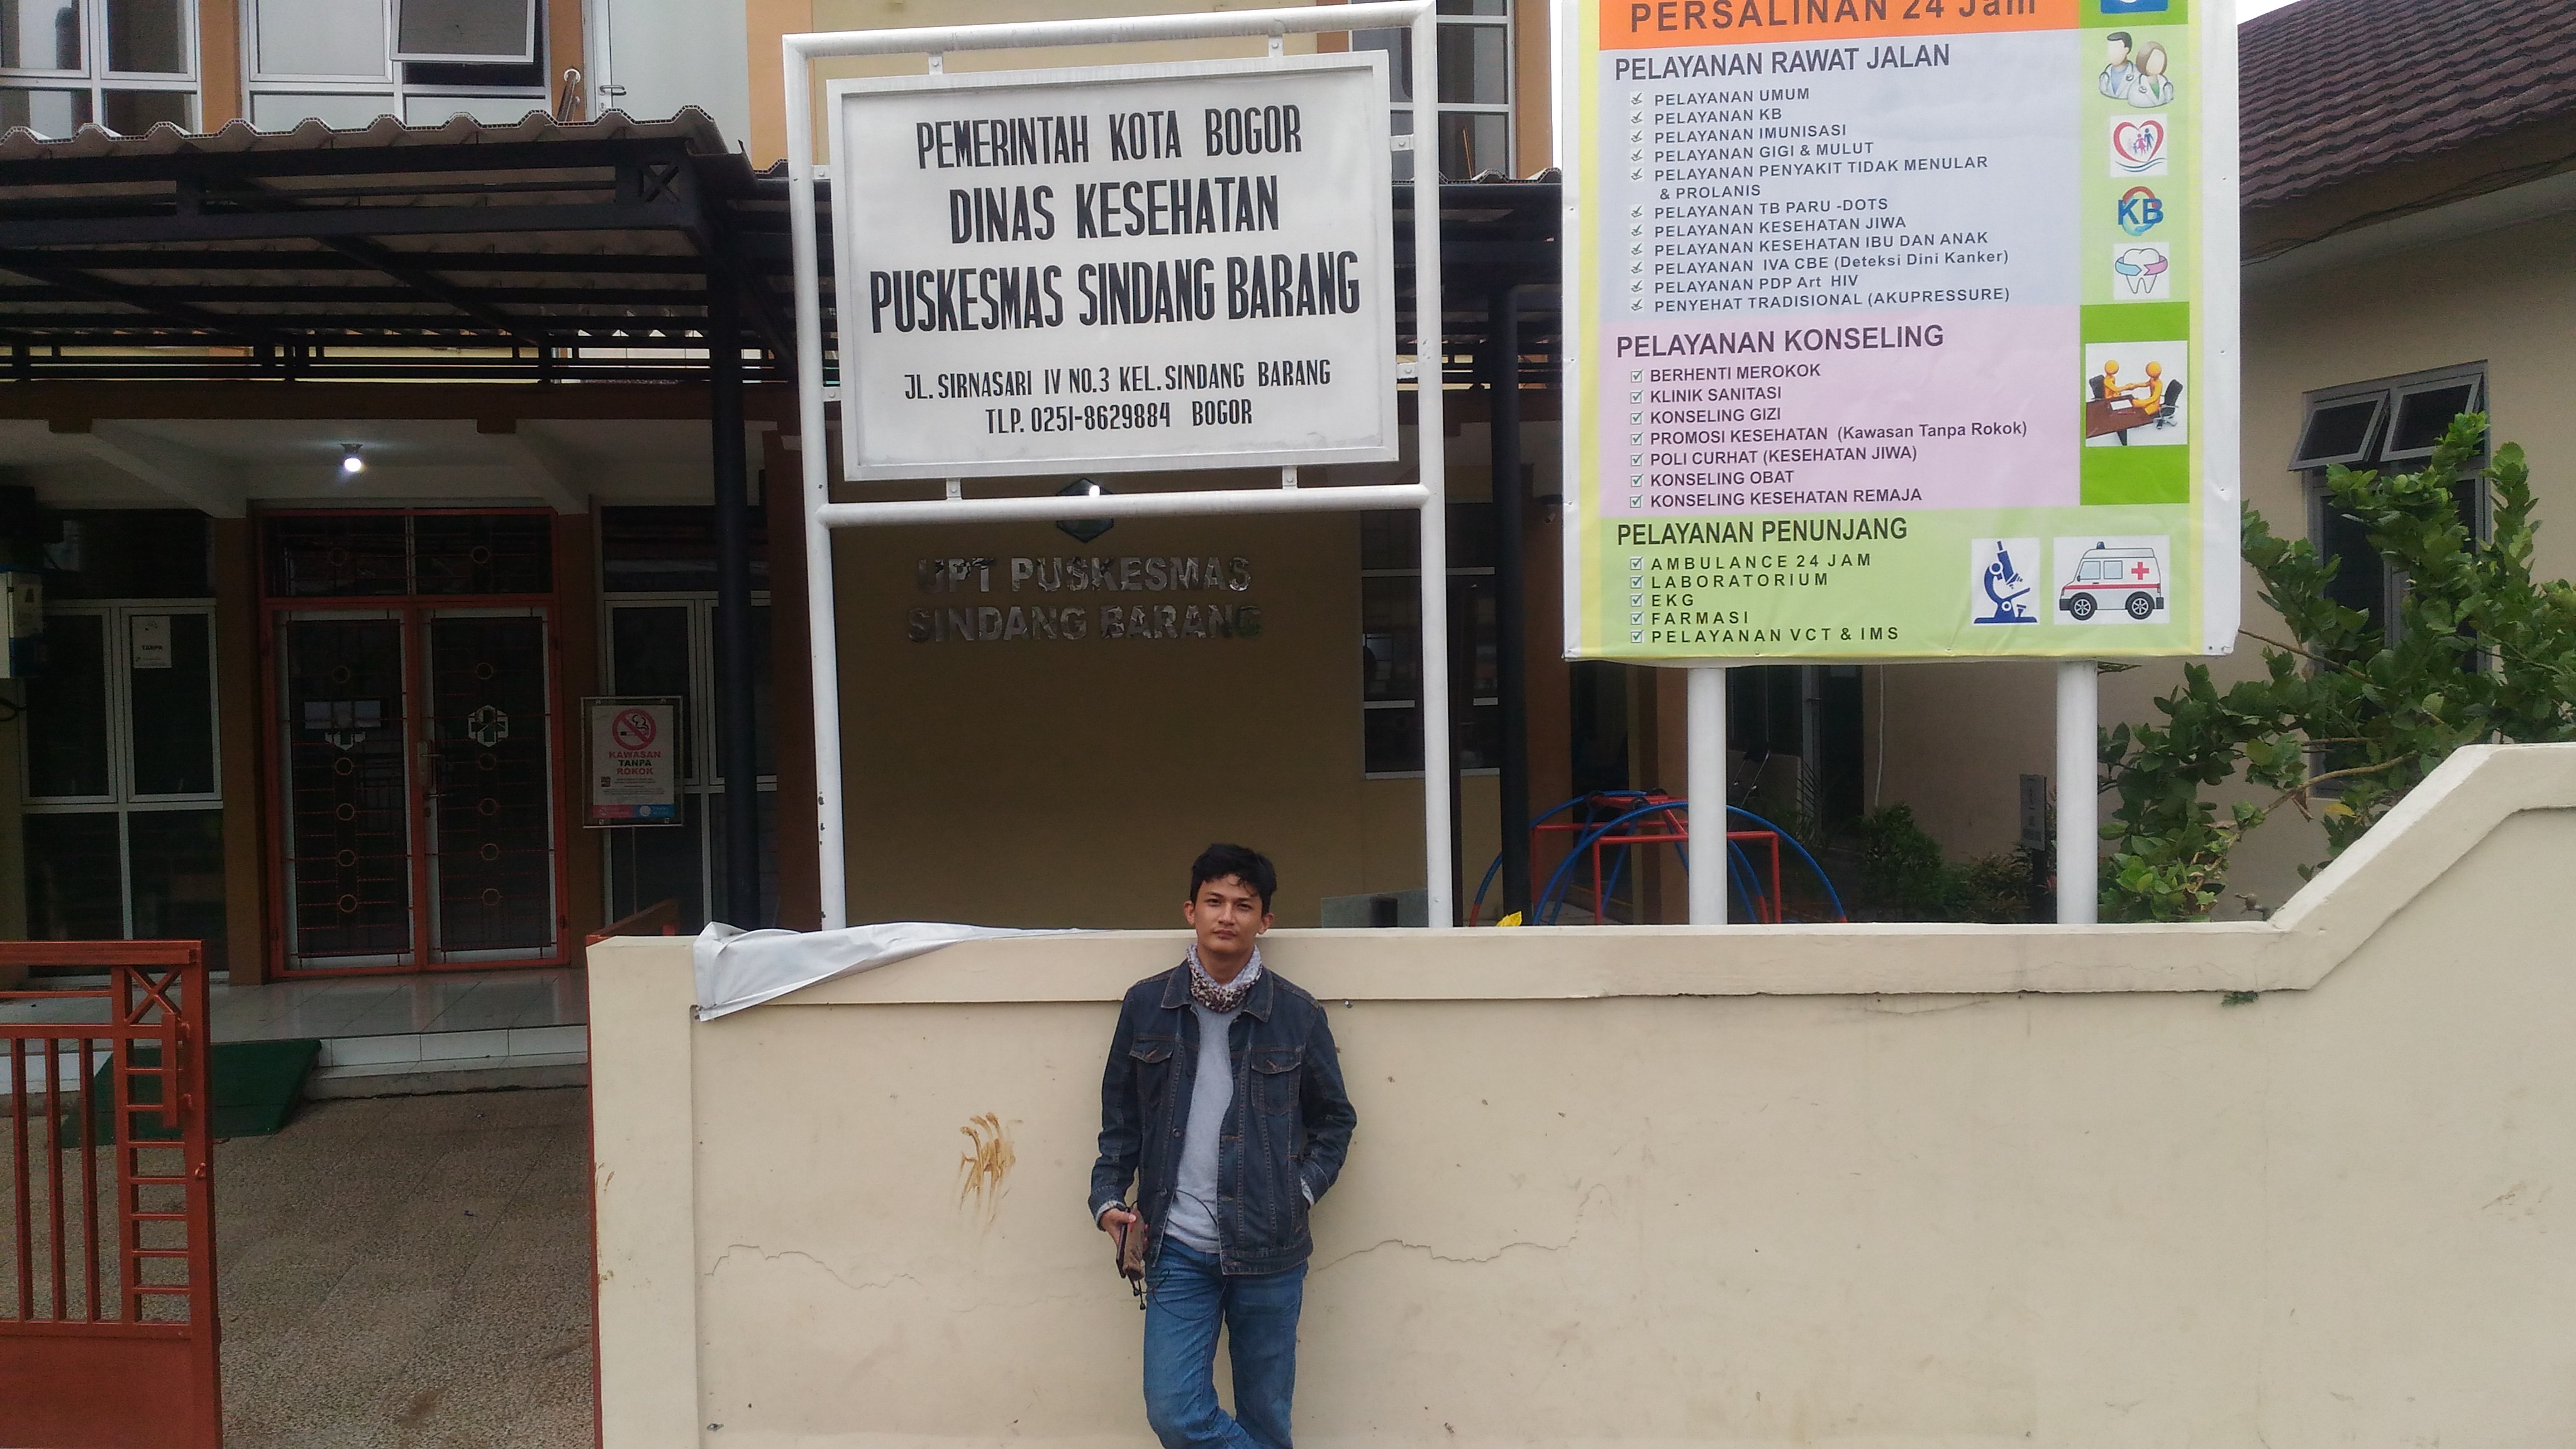 PEMERINTAH KOTA BOGOR
DINAS KESEHATAN
PUSKESMAS SINDANG BARANG
JL. SIRNASARI IV NO.3 KEL. SINDANG BARANG
TLP. 0251-8629884 BOGOR
UPT PUSKESMAS
SINDANG BARANG
KAWASAN
TANPA
ROKOK
PERSALINAN 24 Jam
PELAYANAN RAWAT JALAN
PELAYANAN UMUM
PELAYANAN KB
PELAYANAN IMUNISASI
PELAYANAN GIGI & MULUT
PELAYANAN PENYAKIT TIDAK MENULAR
& PROLANIS
PELAYANAN TB PARU -DOTS
PELAYANAN KESEHATAN JIWA
PELAYANAN KESEHATAN IBU DAN ANAK
PELAYANAN IVA CBE (Deteksi Dini Kanker)
PELAYANAN PDP Art HIV
PENYEHAT TRADISIONAL (AKUPRESSURE)
KB
PELAYANAN KONSELING
BERHENTI MEROKOK
KLINIK SANITASI
KONSELING GIZI
PROMOSI KESEHATAN (Kawasan Tanpa Rokok)
POLI CURHAT (KESEHATAN JIWA)
KONSELING OBAT
KONSELING KESEHATAN REMAJA
PELAYANAN PENUNJANG
AMBULANCE 24 JAM
LABORATORIUM
EKG
FARMASI
PELAYANAN VCT & IMS